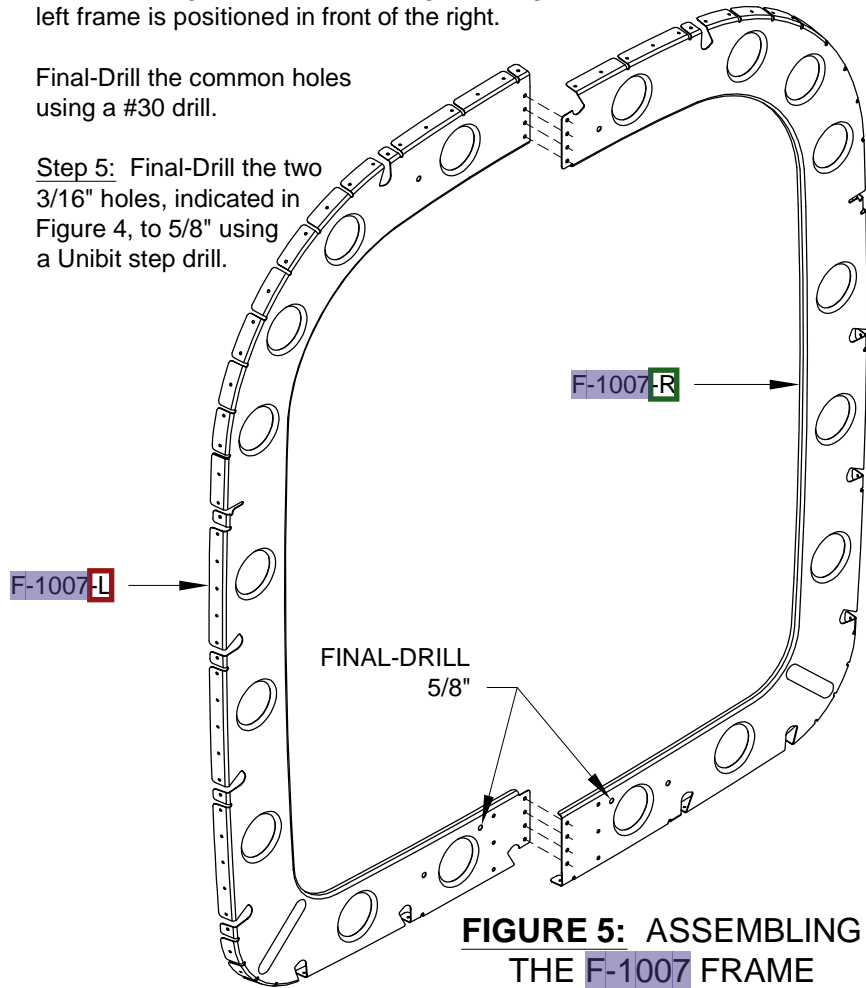 left frame is positioned in front of the right.
Final-Drill the common holes
using a #30 drill.
Step 5: Final-Drill the two
3/16" holes, indicated in
Figure 4, to 5/8" using
a Unibit step drill.
F-1007-R
F-1007-L
FINAL-DRILL
5/8"
FIGURE 5: ASSEMBLING
THE F-1007 FRAME